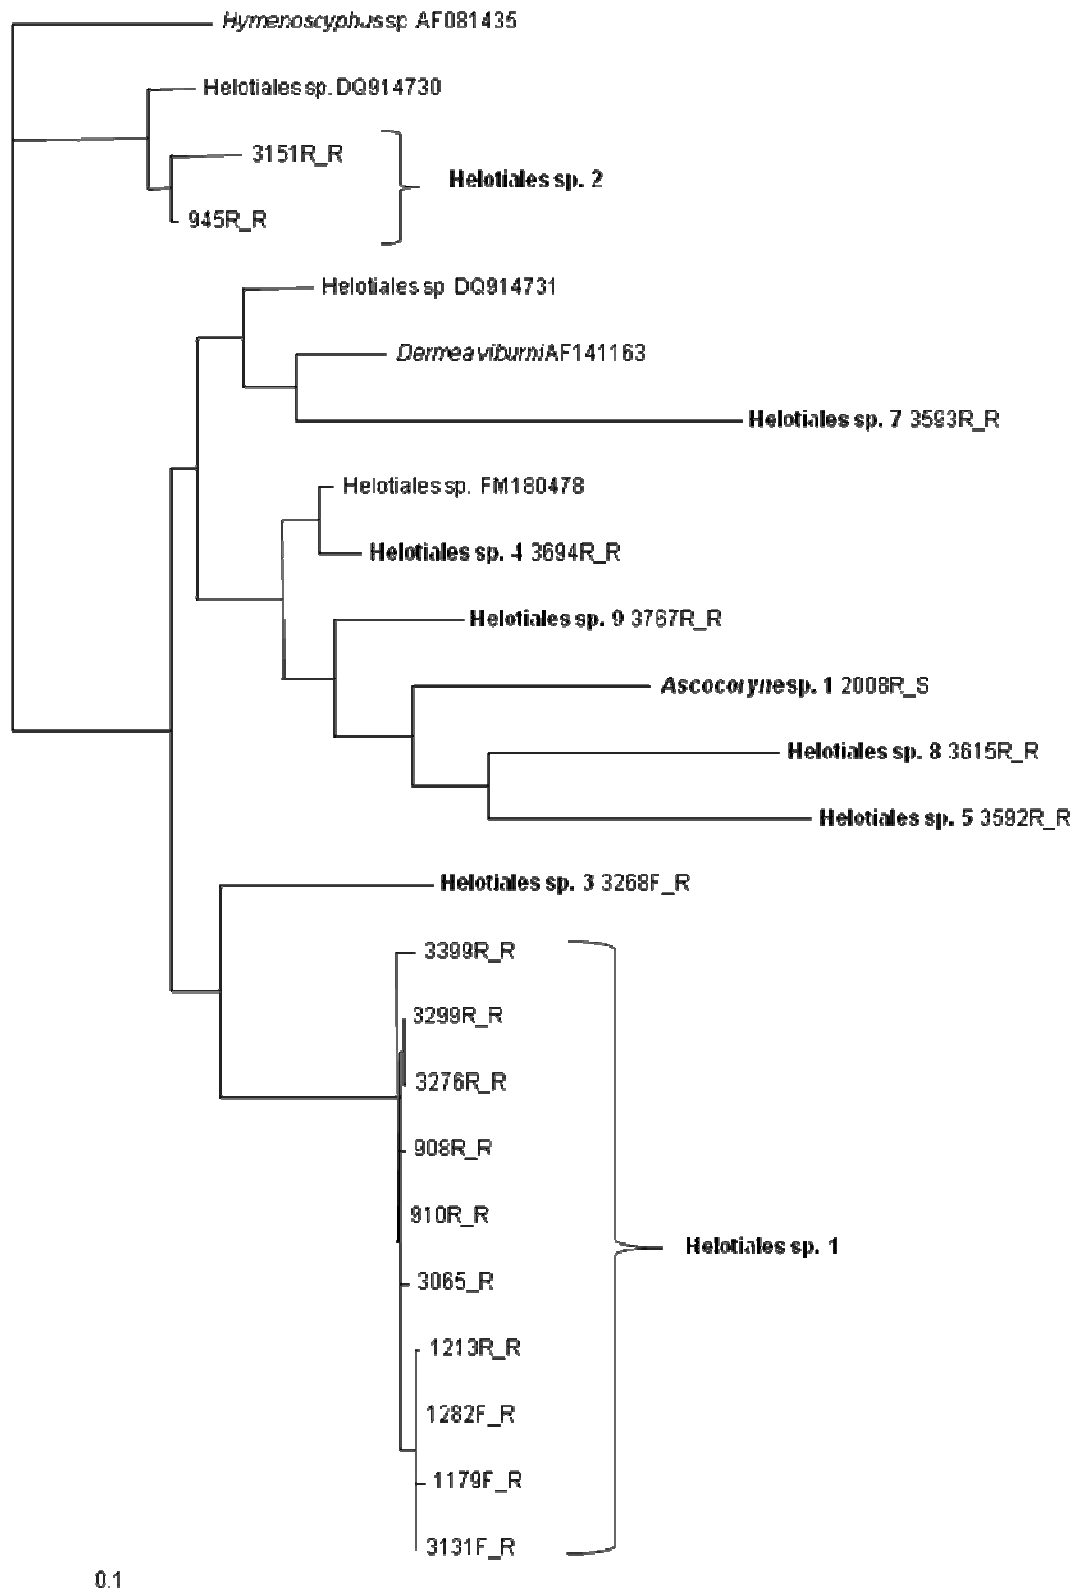 Hymenoscyphus sp AF081435
Helotiales sp. DQ914730
3151R_R
Helotiales sp. 2
945R_R
Helotiales sp DQ914731
Dermea viburni AF141163
Helotiales sp. 7 3593R_R
Helotiales sp. FM180478
Helotiales sp. 4 3694R_R
Helotiales sp. 9 3767R_R
Ascocoryne sp. 1 2008R_S
Helotiales sp. 8 3615R_R
Helotiales sp. 5 3592R_R
Helotiales sp. 3 3268F_R
3399R_R
3299R_R
3276R_R
908R_R
910R_R
Helotiales sp. 1
3065_R
1213R_R
1282F_R
1179F_R
3131F_R
0.1